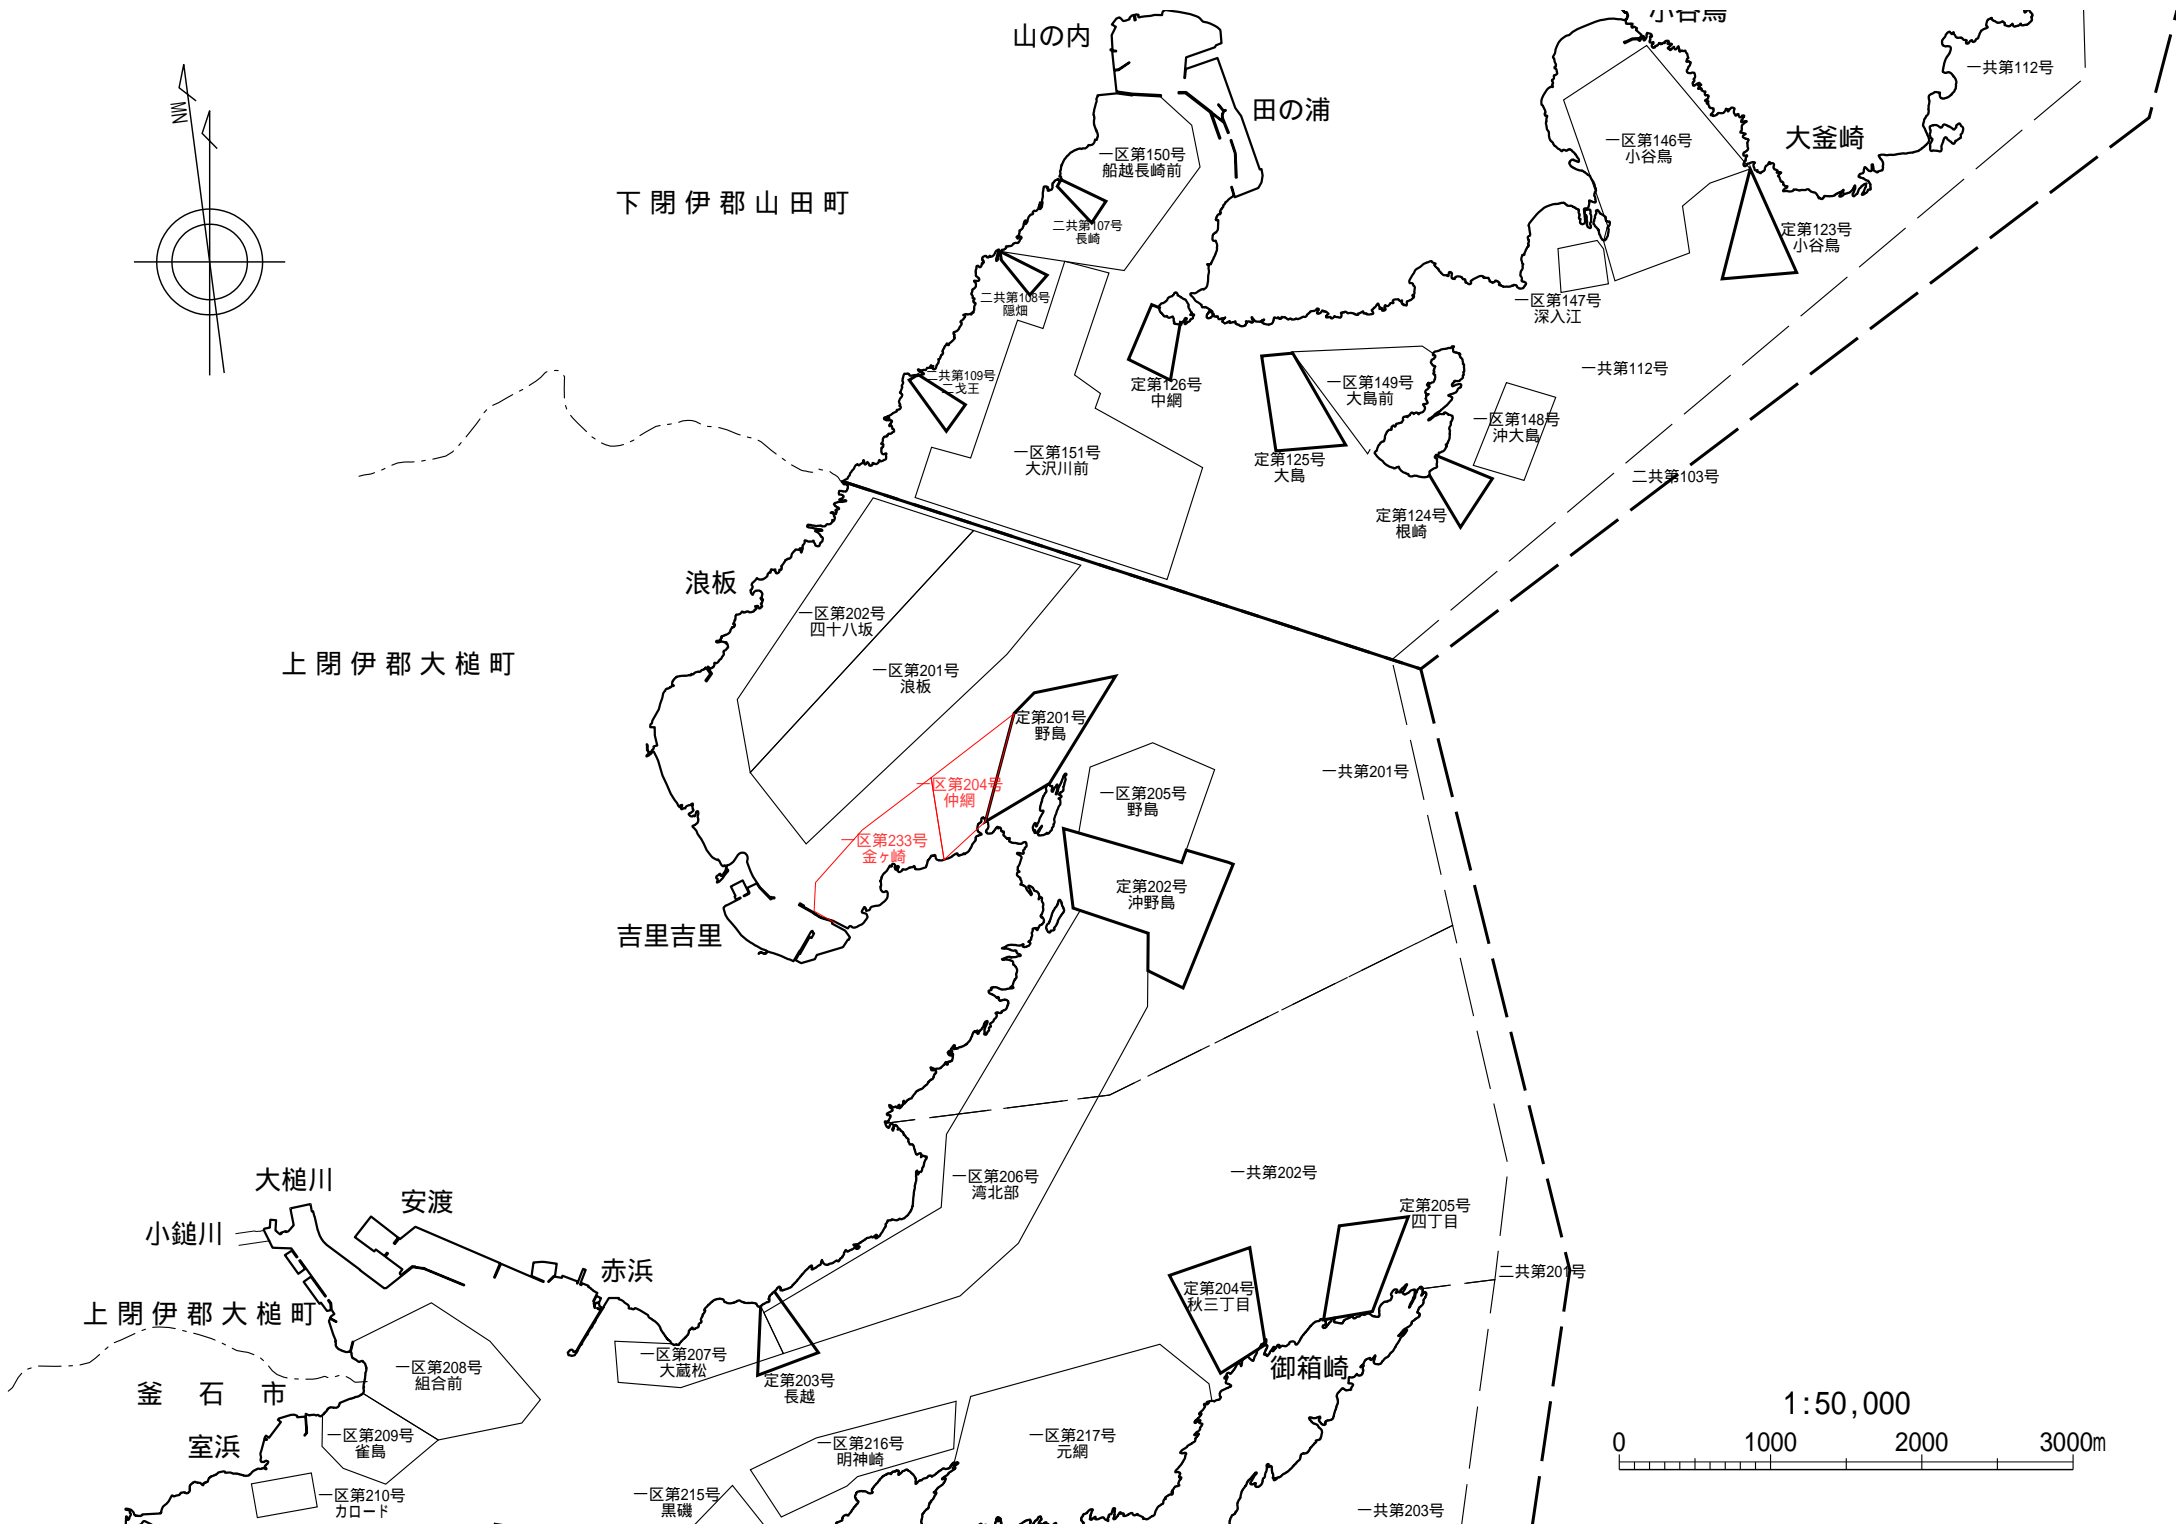 小谷鳥
山の内
一共第112号
田の浦
大釜崎
MN
一区第146号
小谷鳥
一区第150号
船越長崎前
下閉伊郡山田町
二共第107号
長崎
定第123号
小谷鳥
二共第108号
隠畑
一区第147号
深入江
二共第109号
二戈王
定第126号
中網
一区第149号
大島前
一共第112号
一区第148号
沖大島
一区第151号
大沢川前
定第125号
大島
二共第103号
定第124号
根崎
浪板
一区第202号
四十八坂
上閉伊郡大槌町
一区第201号
浪板
定第201号
野島
一共第201号
一区第204号
仲網
一区第205号
野島
一区第233号
金ヶ崎
定第202号
沖野島
吉里吉里
一区第206号
湾北部
一共第202号
大槌川
安渡
小鎚川
定第205号
四丁目
赤浜
二共第201号
定第204号
秋三丁目
上閉伊郡大槌町
一区第208号
組合前
一区第207号
大蔵松
定第203号
長越
御箱崎
釜石市
1:50,000
室浜
一区第209号
雀島
一区第216号
明神崎
一区第217号
元網
0 1000 2000 3000m
一区第210号
カロード
一区第215号
黒磯
一共第203号